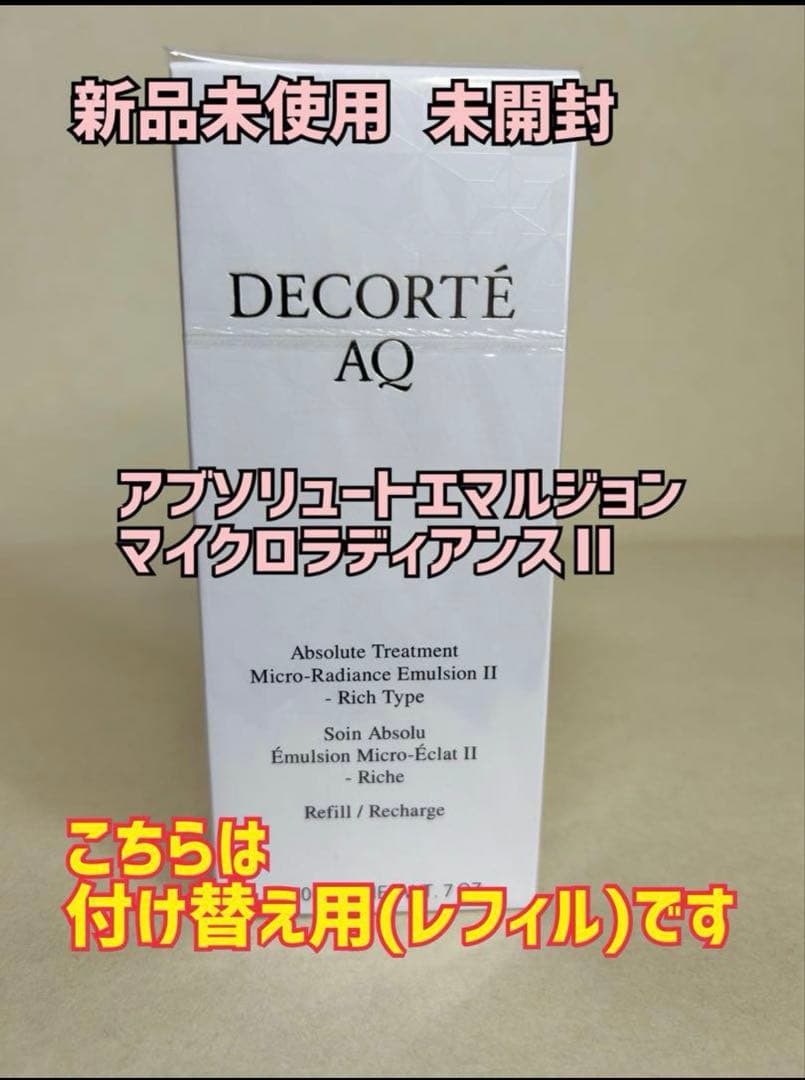 新品未使用 未開封
DECORTÉ
AQ
アブソリュートエマルジョン
マイクロラディアンスⅡ
Absolute Treatment
Micro-Radiance Emulsion II
- Rich Type
Soin Absolu
Émulsion Micro-Éclat II
- Riche
Refill / Recharge
こちらは
付け替え用(レフィル)です